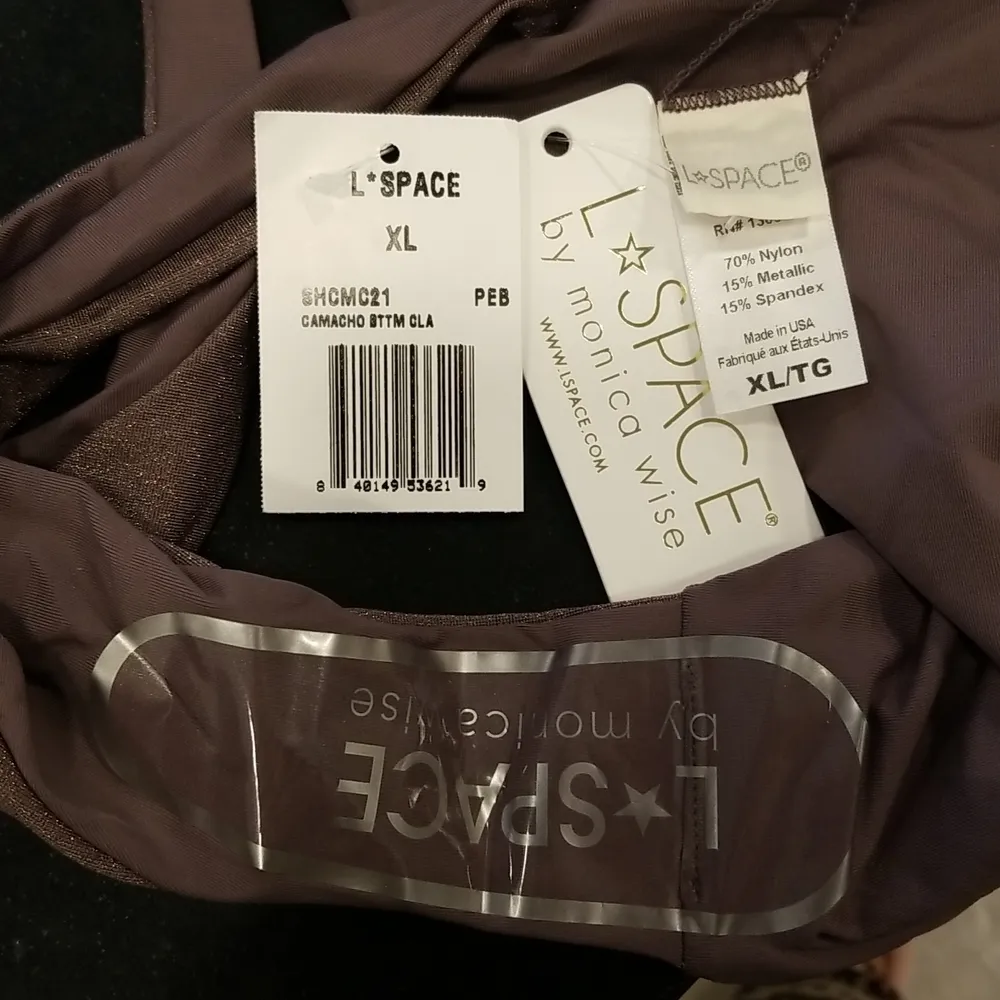 L*SPACE
XL
SHCMC21 PEB
CAMACHO BTTM CLA
8 40149 53621 9
L☆SPACE®
by monica wise
WWW.LSPACE.COM
L☆SPACE®
RN#
70% Nylon
15% Metallic
15% Spandex
Made in USA
Fabriqué aux États-Unis
XL/TG
L★SPACE
by monica wise